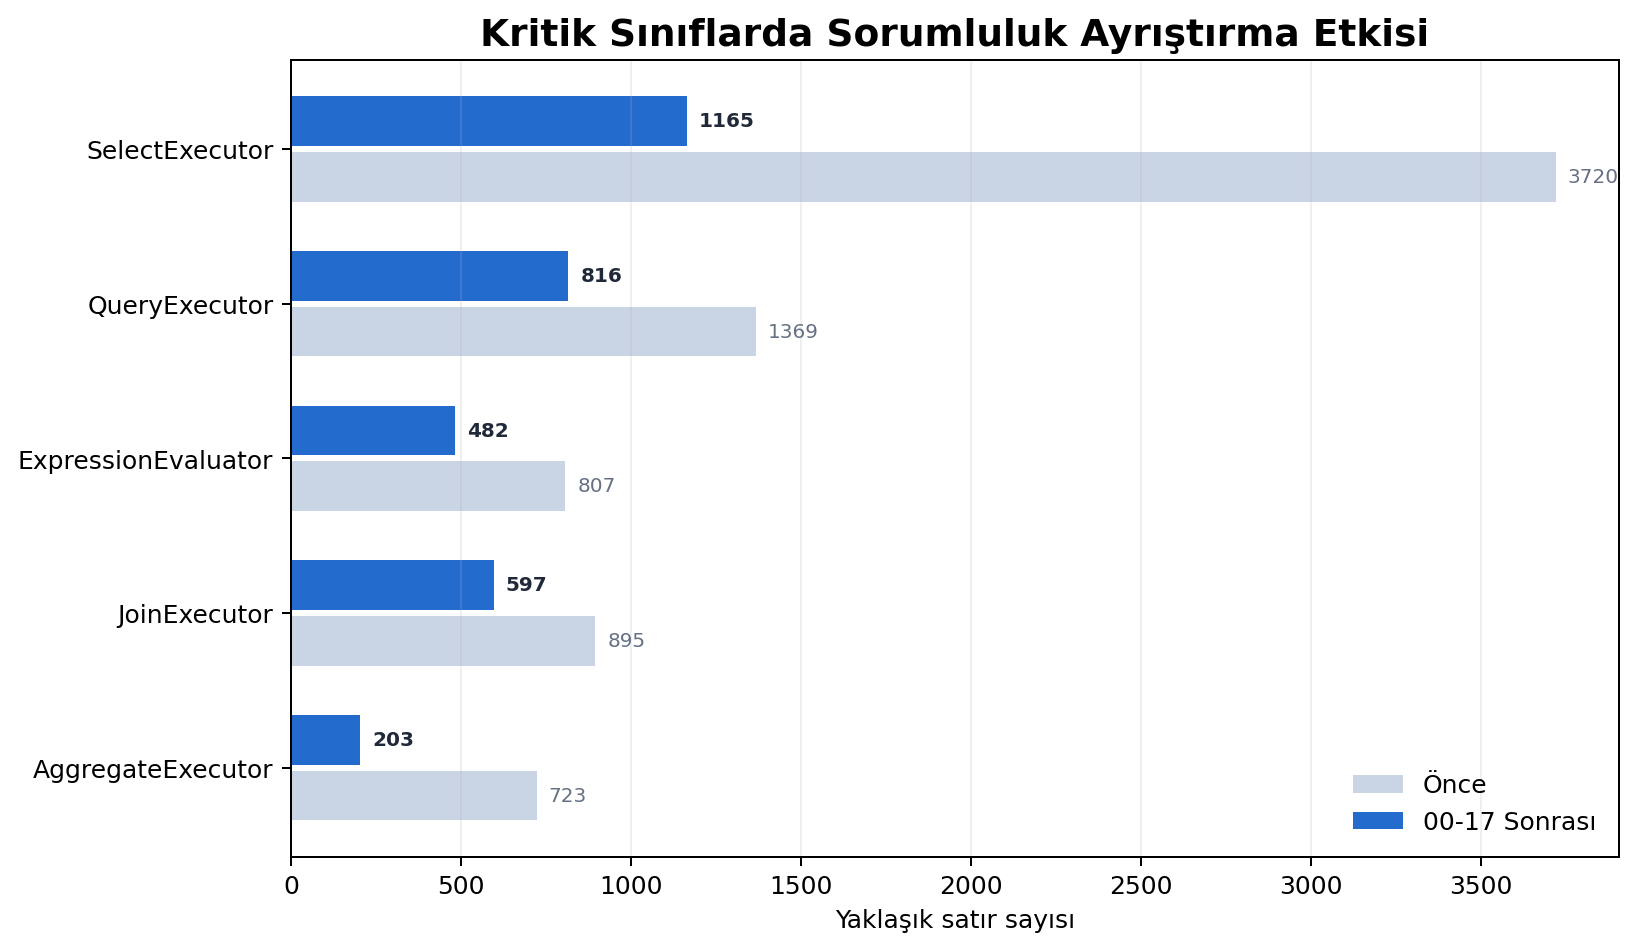 Kritik Sınıflarda Sorumluluk Ayrıştırma Etkisi
SelectExecutor
1165
3720
QueryExecutor
816
1369
ExpressionEvaluator
482
807
JoinExecutor
597
895
AggregateExecutor
203
723
Önce
00-17 Sonrası
0 500 1000 1500 2000 2500 3000 3500
Yaklaşık satır sayısı